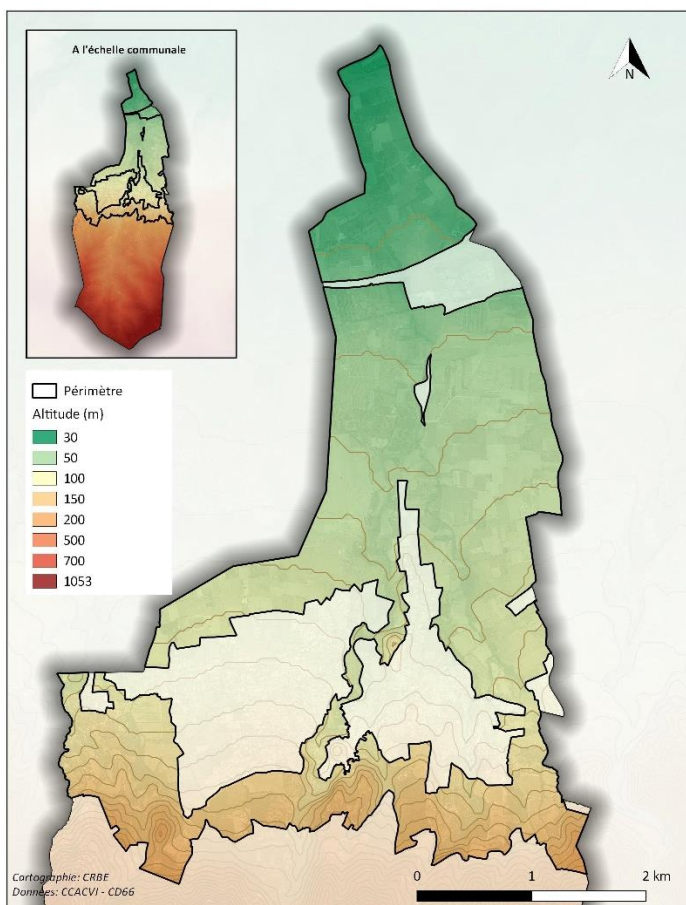 A l'échelle communale
N
Périmètre
Altitude (m)
30
50
100
150
200
500
700
1053
Cartographie: CRBE
Données: CCACVI - CD66
0 1 2 km